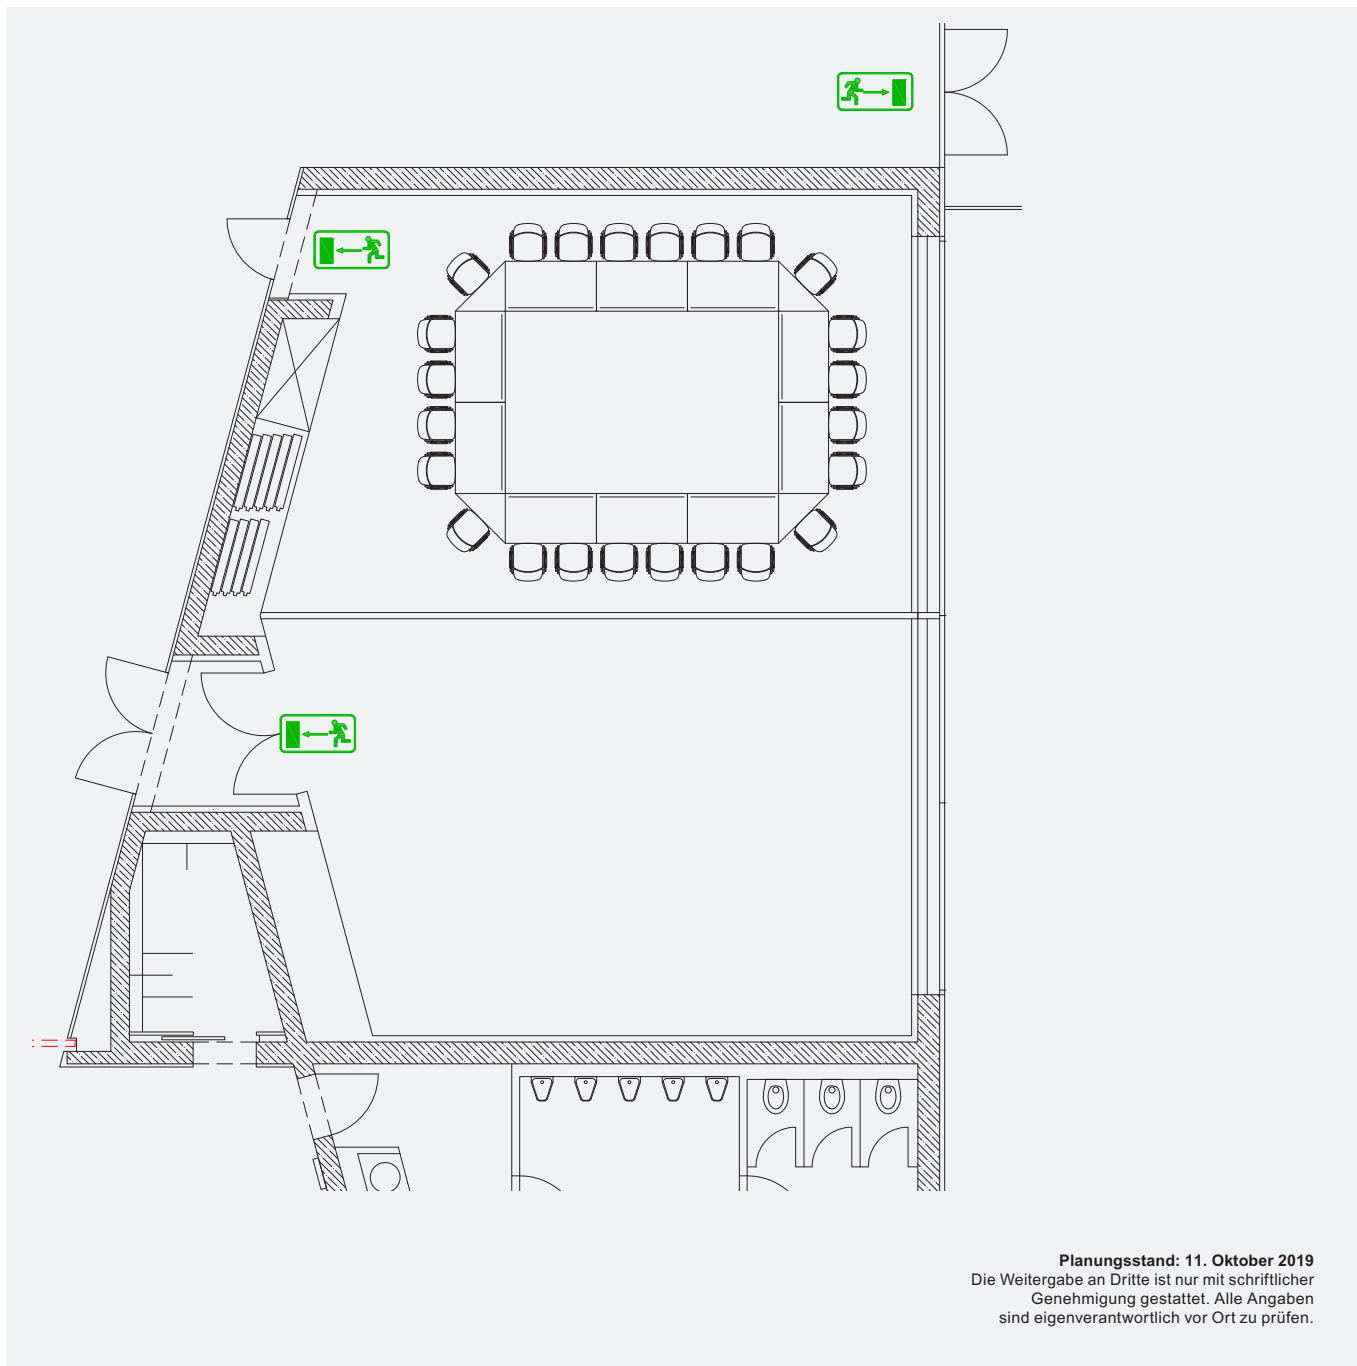 Planungsstand: 11. Oktober 2019
Die Weitergabe an Dritte ist nur mit schriftlicher
Genehmigung gestattet. Alle Angaben
sind eigenverantwortlich vor Ort zu prüfen.